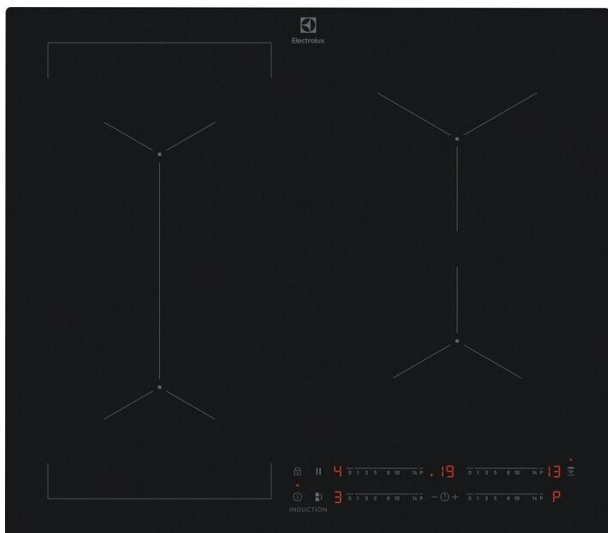 Electrolux
4 0 1 3 5 8 10 14 P .19 0 1 3 5 8 10 14 P 13
3 0 1 3 5 8 10 14 P − + 0 1 3 5 8 10 14 P P
INDUCTION